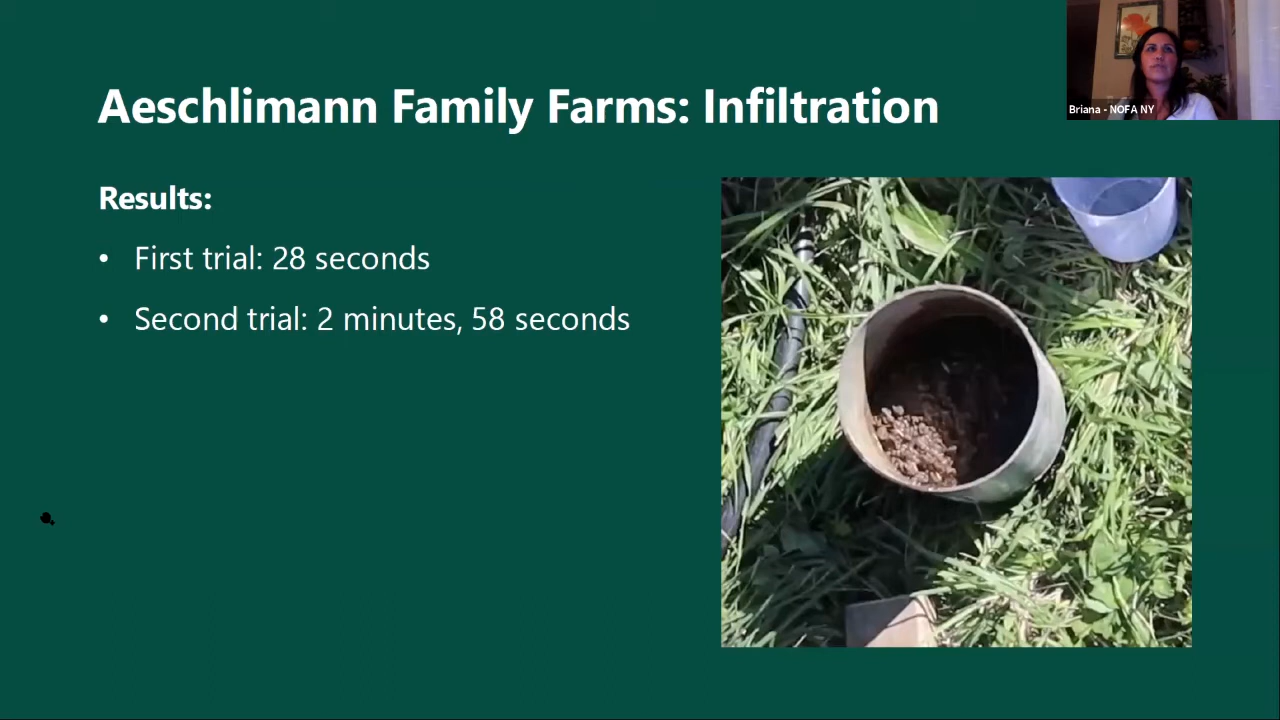 Aeschlimann Family Farms: Infiltration
Briana - NOFA NY
Results:
• First trial: 28 seconds
• Second trial: 2 minutes, 58 seconds